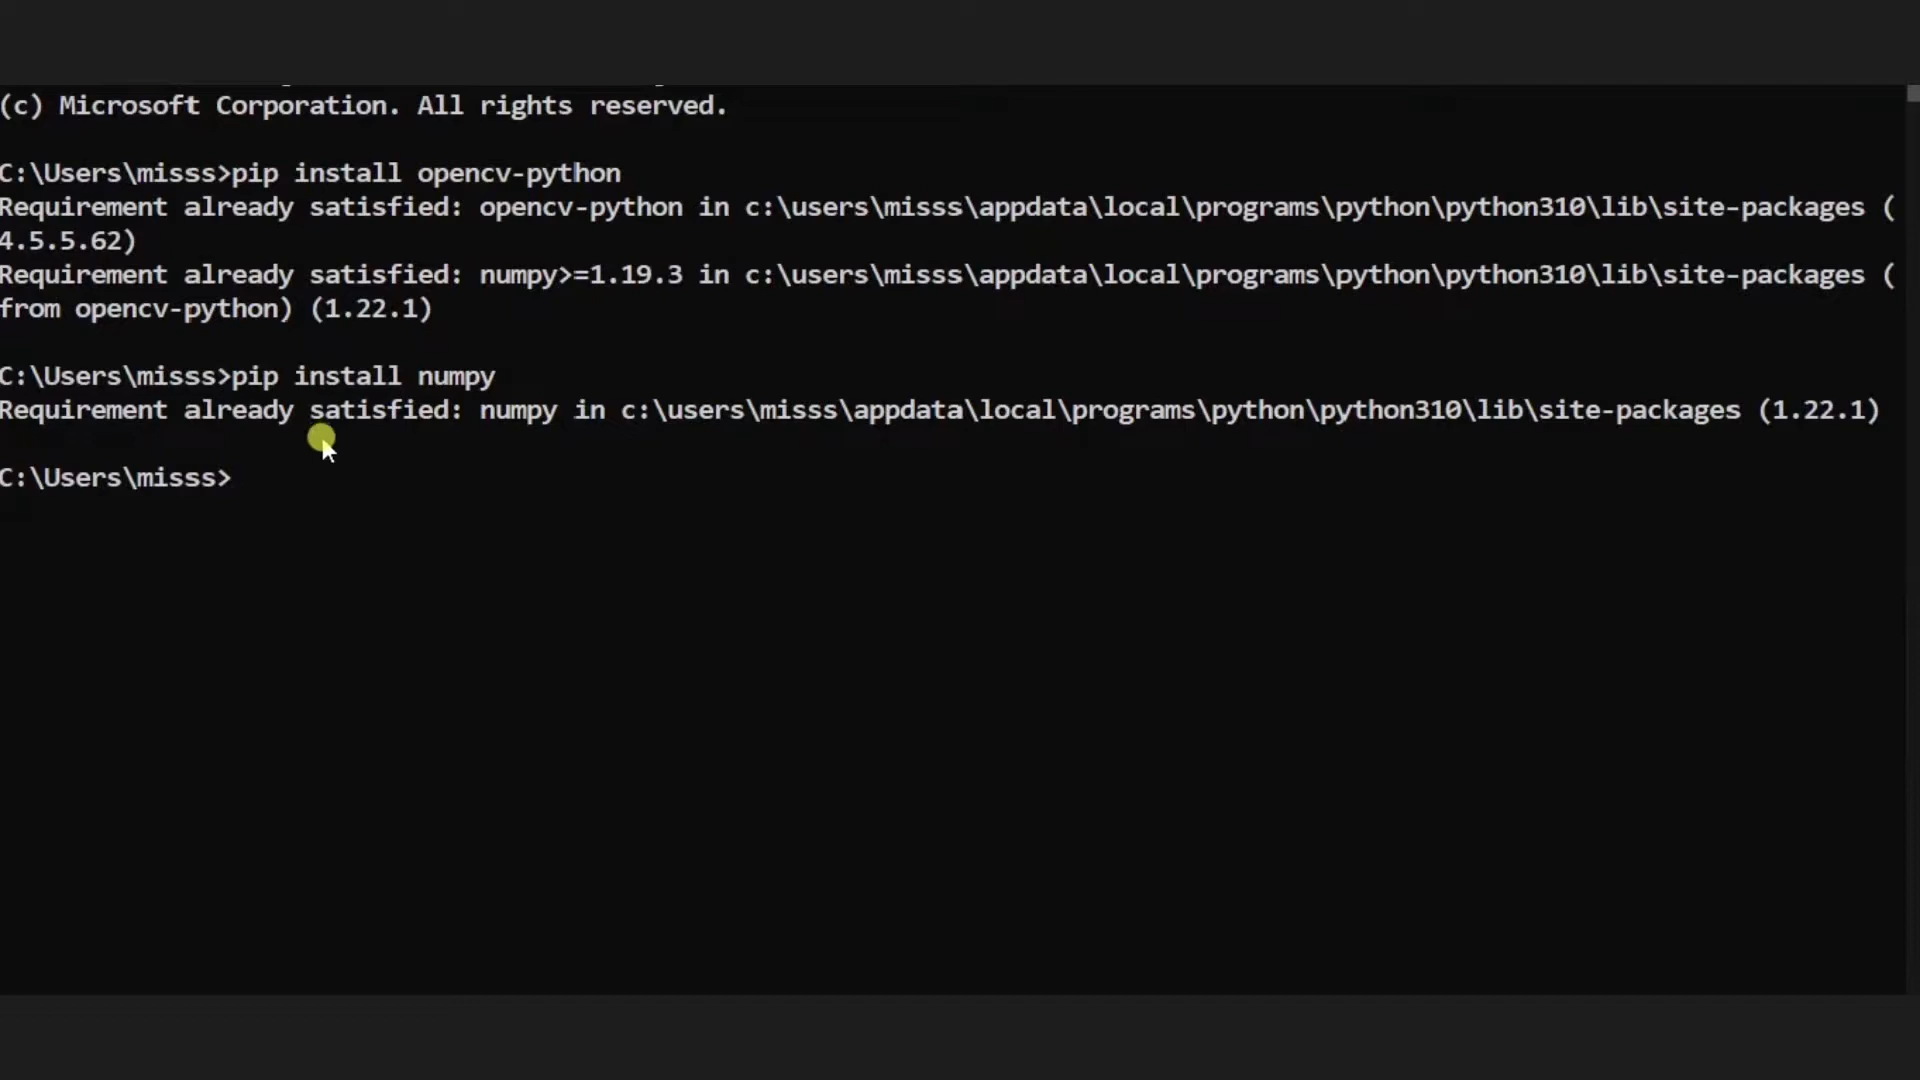 (c) Microsoft Corporation. All rights reserved.
C:\Users\misss>pip install opencv-python
Requirement already satisfied: opencv-python in c:\users\misss\appdata\local\programs\python\python310\lib\site-packages (
4.5.5.62)
Requirement already satisfied: numpy>=1.19.3 in c:\users\misss\appdata\local\programs\python\python310\lib\site-packages (
from opencv-python) (1.22.1)
C:\Users\misss>pip install numpy
Requirement already satisfied: numpy in c:\users\misss\appdata\local\programs\python\python310\lib\site-packages (1.22.1)
C:\Users\misss>